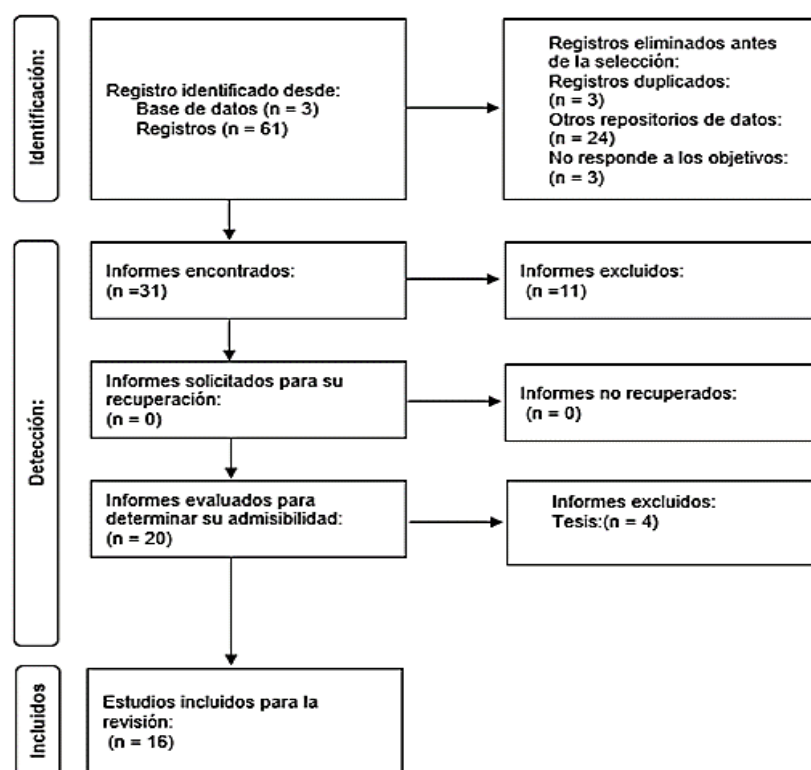 Identificación:
Registro identificado desde:
Base de datos (n = 3)
Registros (n = 61)
Registros eliminados antes
de la selección:
Registros duplicados:
(n = 3)
Otros repositorios de datos:
(n = 24)
No responde a los objetivos:
(n = 3)
Detección:
Informes encontrados:
(n =31)
Informes excluidos:
(n =11)
Informes solicitados para su
recuperación:
(n = 0)
Informes no recuperados:
(n = 0)
Informes evaluados para
determinar su admisibilidad:
(n = 20)
Informes excluidos:
Tesis:(n = 4)
Incluidos
Estudios incluidos para la
revisión:
(n = 16)